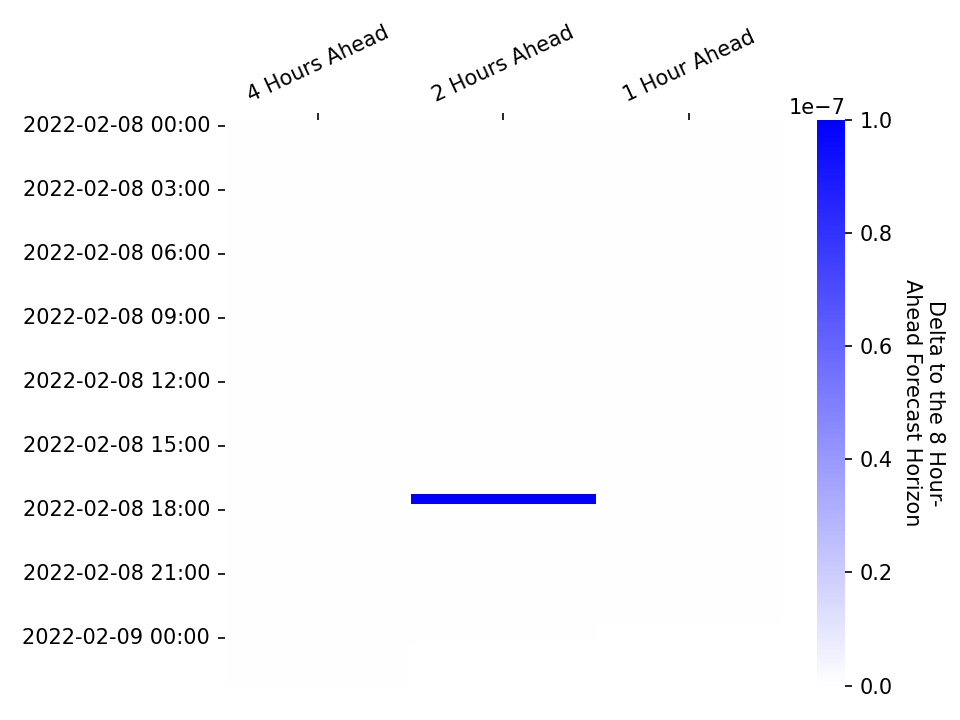 4 Hours Ahead
2 Hours Ahead
1 Hour Ahead
1e−7
2022-02-08 00:00
2022-02-08 03:00
2022-02-08 06:00
2022-02-08 09:00
2022-02-08 12:00
2022-02-08 15:00
2022-02-08 18:00
2022-02-08 21:00
2022-02-09 00:00
1.0
0.8
0.6
0.4
0.2
0.0
Delta to the 8 Hour-
Ahead Forecast Horizon